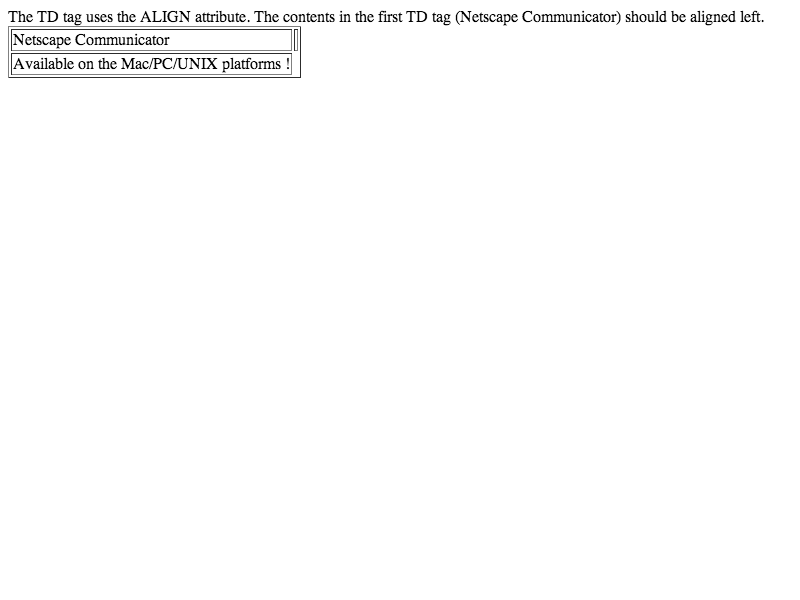 The TD tag uses the ALIGN attribute. The contents in the first TD tag (Netscape Communicator) should be aligned left.
Netscape Communicator
Available on the Mac/PC/UNIX platforms !